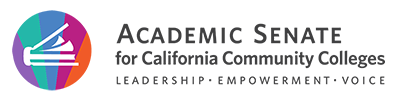 ACADEMIC SENATE
for California Community Colleges
LEADERSHIP · EMPOWERMENT · VOICE